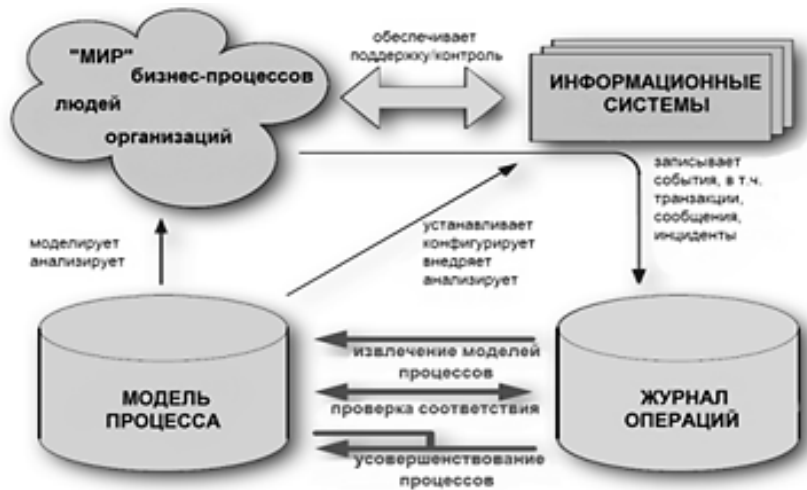 обеспечивает
поддержку/контроль
"МИР"
бизнес-процессов
людей
организаций
ИНФОРМАЦИОННЫЕ
СИСТЕМЫ
записывает
события, в т.ч.
транзакции,
сообщения,
инциденты
моделирует
анализирует
устанавливает
конфигурирует
внедряет
анализирует
МОДЕЛЬ
ПРОЦЕССА
извлечение моделей
процессов
проверка соответствия
усовершенствование
процессов
ЖУРНАЛ
ОПЕРАЦИЙ